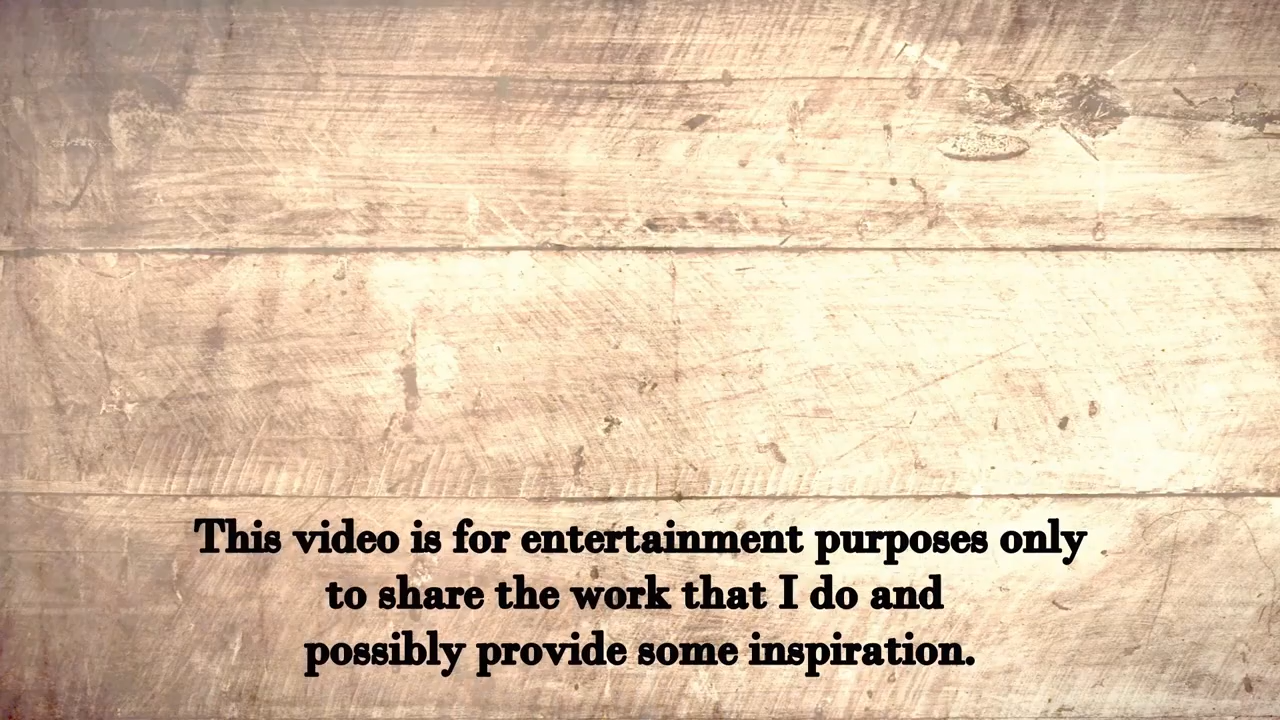 This video is for entertainment purposes only
to share the work that I do and
possibly provide some inspiration.